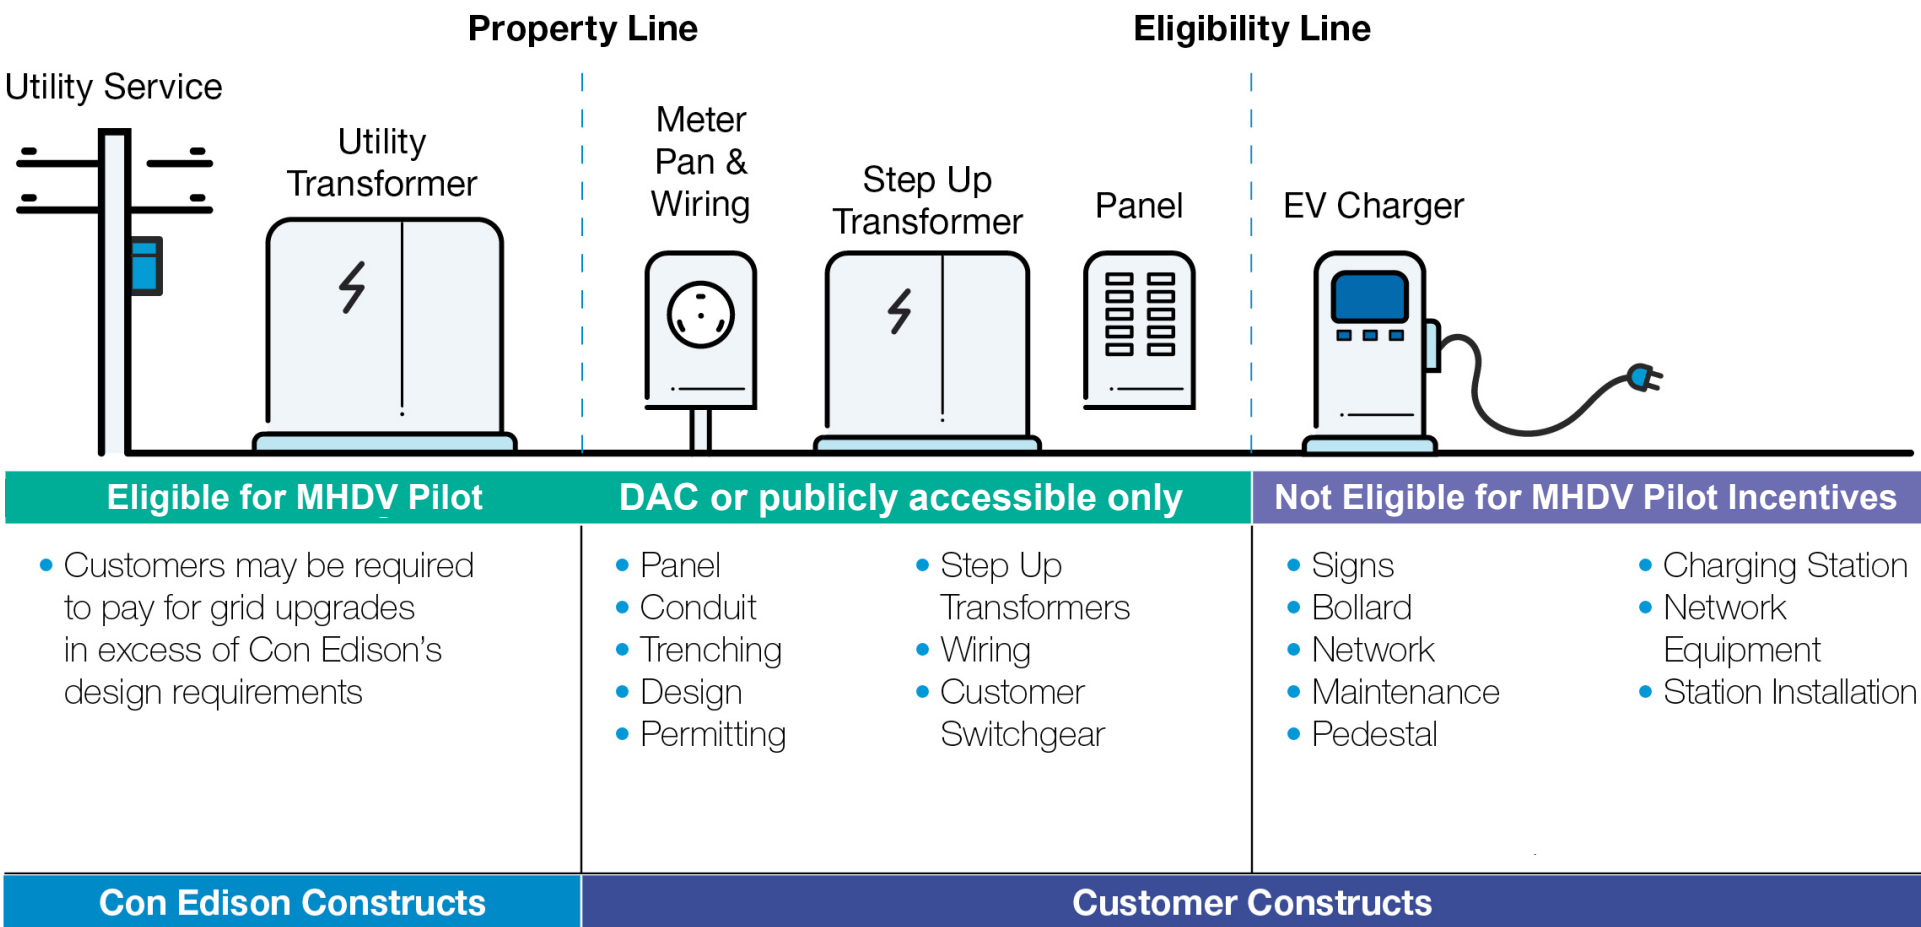 Property Line
Eligibility Line
Utility Service
Utility
Transformer
Meter
Pan &
Wiring
Step Up
Transformer
Panel
EV Charger
Eligible for MHDV Pilot
DAC or publicly accessible only
Not Eligible for MHDV Pilot Incentives
• Customers may be required
to pay for grid upgrades
in excess of Con Edison's
design requirements
• Panel
• Conduit
• Trenching
• Design
• Permitting
• Step Up
Transformers
• Wiring
• Customer
Switchgear
• Signs
• Bollard
• Network
• Maintenance
• Pedestal
• Charging Station
• Network
Equipment
• Station Installation
Con Edison Constructs
Customer Constructs